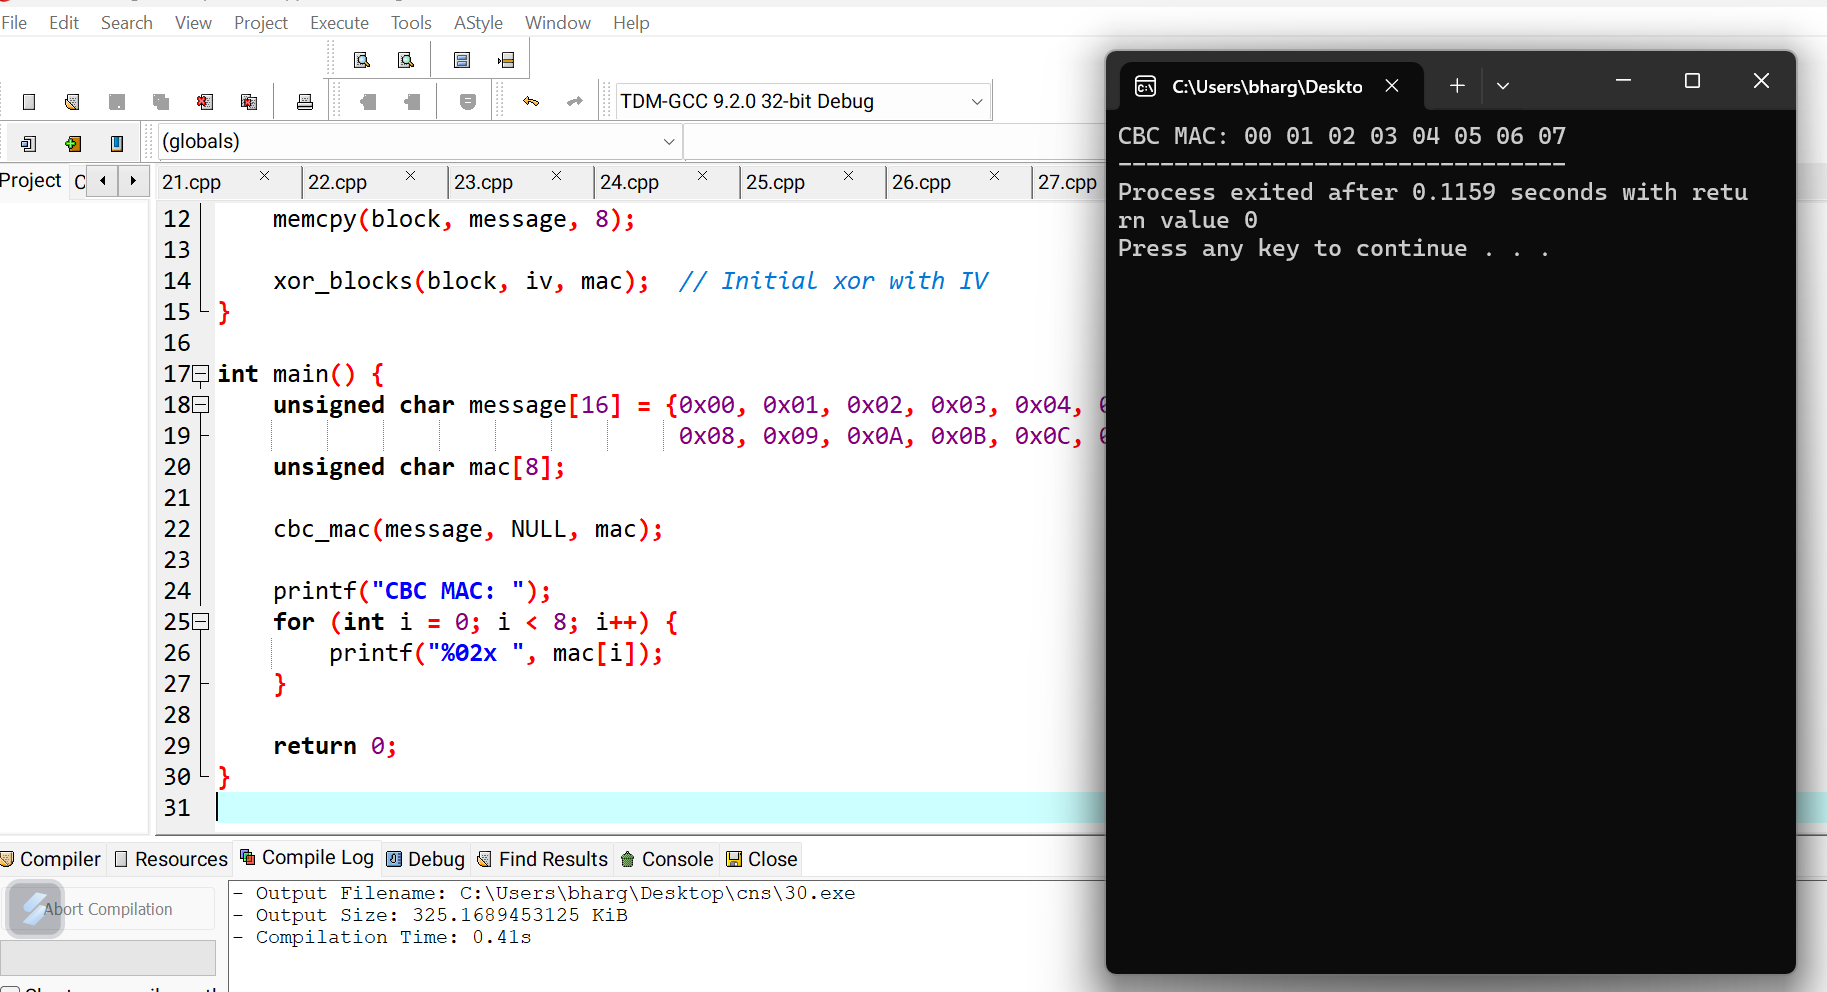 File Edit Search View Project Execute Tools AStyle Window Help
TDM-GCC 9.2.0 32-bit Debug
(globals)
Project
21.cpp 22.cpp 23.cpp 24.cpp 25.cpp 26.cpp 27.cpp
12 memcpy(block, message, 8);
13
14 xor_blocks(block, iv, mac); // Initial xor with IV
15 }
16
17 int main() {
18 unsigned char message[16] = {0x00, 0x01, 0x02, 0x03, 0x04,
19 0x08, 0x09, 0x0A, 0x0B, 0x0C,
20 unsigned char mac[8];
21
22 cbc_mac(message, NULL, mac);
23
24 printf("CBC MAC: ");
25 for (int i = 0; i < 8; i++) {
26 printf("%02x ", mac[i]);
27 }
28
29 return 0;
30 }
31
Compiler Resources Compile Log Debug Find Results Console Close
Abort Compilation
- Output Filename: C:\Users\bharg\Desktop\cns\30.exe
- Output Size: 325.1689453125 KiB
- Compilation Time: 0.41s
C:\Users\bharg\Deskto
CBC MAC: 00 01 02 03 04 05 06 07
--------------------------------
Process exited after 0.1159 seconds with retu
rn value 0
Press any key to continue . . .